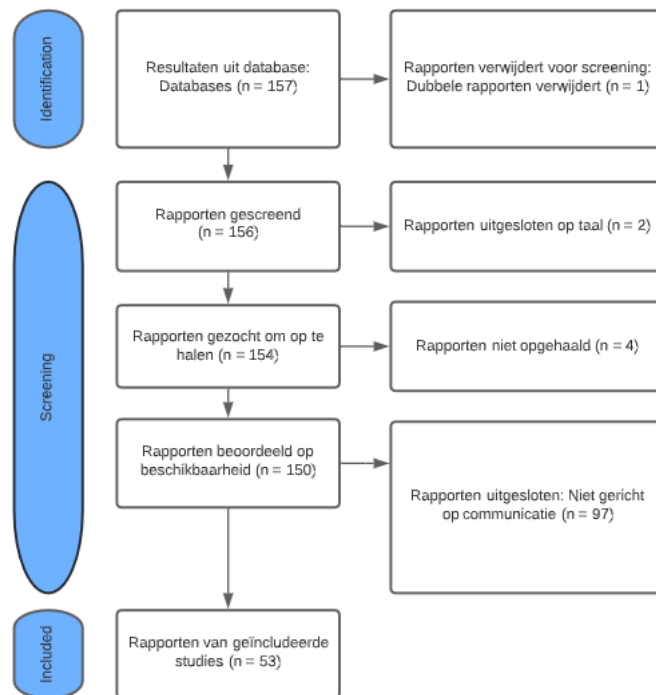 Identification
Resultaten uit database:
Databases (n = 157)
Rapporten verwijdert voor screening:
Dubbele rapporten verwijdert (n = 1)
Screening
Rapporten gescreend
(n = 156)
Rapporten uitgesloten op taal (n = 2)
Rapporten gezocht om op te
halen (n = 154)
Rapporten niet opgehaald (n = 4)
Rapporten beoordeeld op
beschikbaarheid (n = 150)
Rapporten uitgesloten: Niet gericht
op communicatie (n = 97)
Included
Rapporten van geïncludeerde
studies (n = 53)